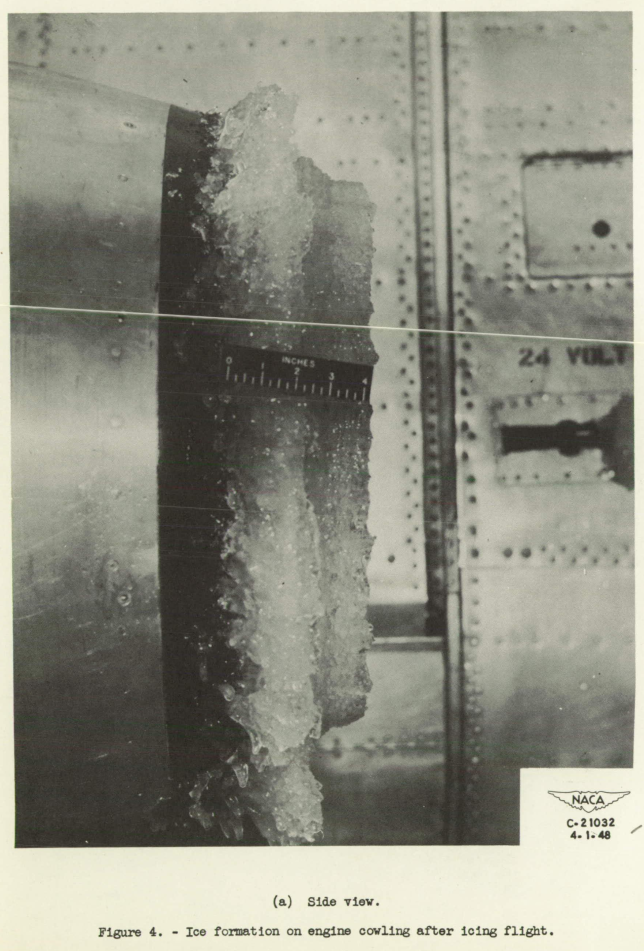 0 1 2 3 4
INCHES
24 VOLT
NACA
C-21032
4-1-48
(a) Side view.
Figure 4. - Ice formation on engine cowling after icing flight.